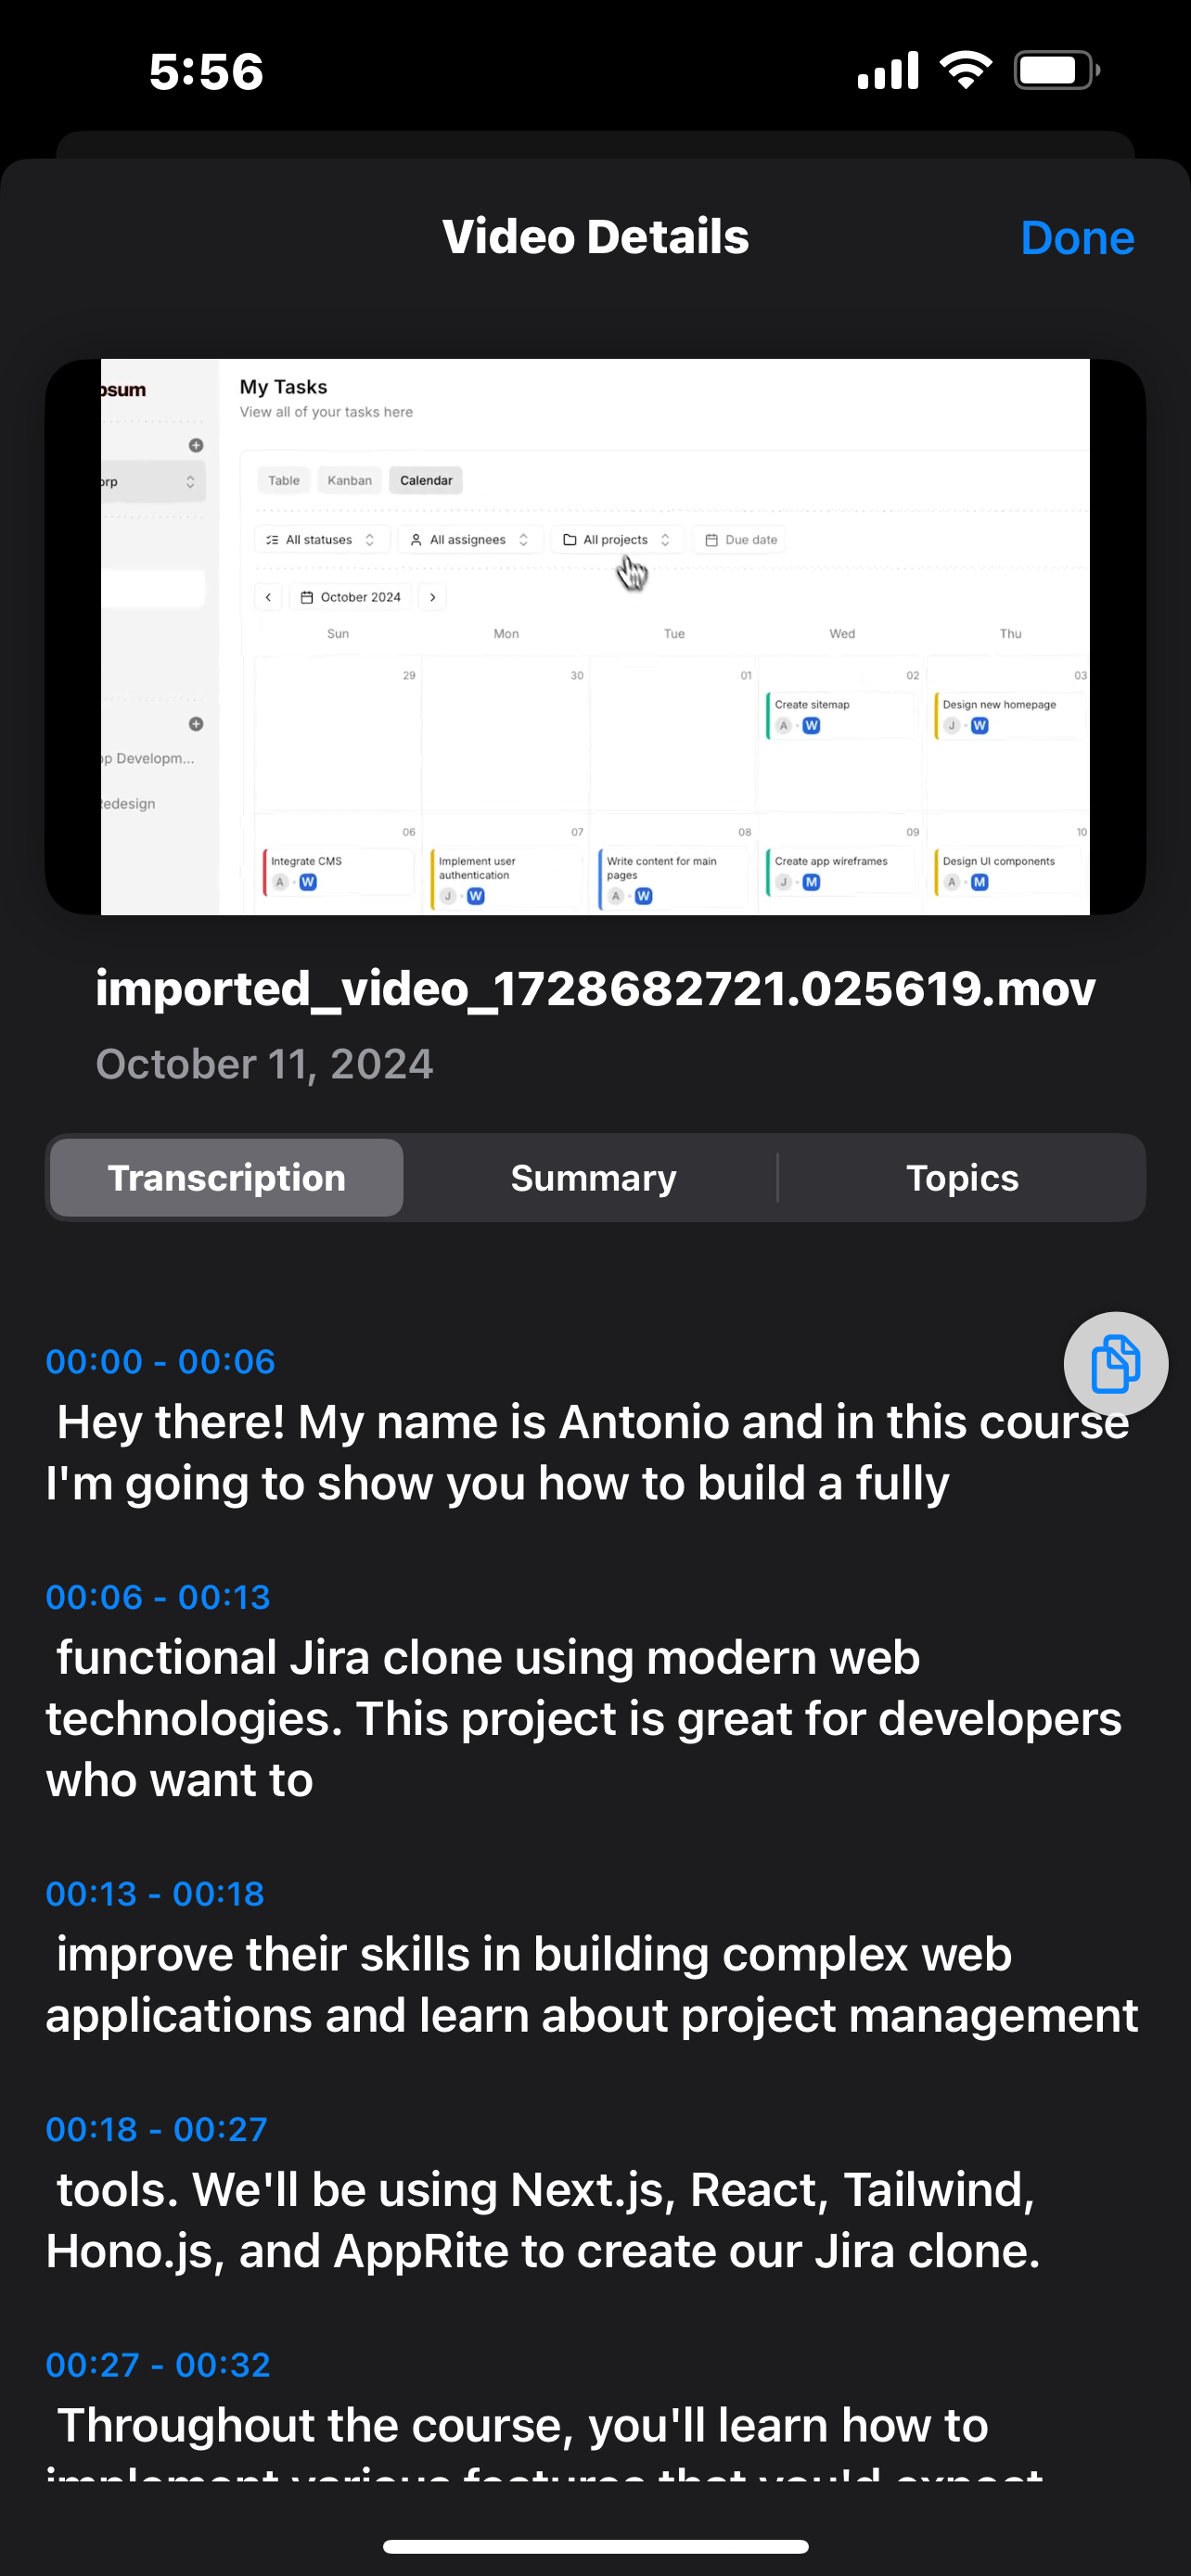 5:56
Video Details
Done
psum
My Tasks
View all of your tasks here
orp
Table Kanban Calendar
All statuses All assignees All projects Due date
October 2024
Sun Mon Tue Wed Thu
29 30 01 02 03
Create sitemap
A W
Design new homepage
J W
op Developm...
Redesign
06 07 08 09 10
Integrate CMS
A W
Implement user
authentication
J W
Write content for main
pages
A W
Create app wireframes
J M
Design UI components
A M
imported_video_1728682721.025619.mov
October 11, 2024
Transcription Summary Topics
00:00 - 00:06
Hey there! My name is Antonio and in this course
I'm going to show you how to build a fully
00:06 - 00:13
functional Jira clone using modern web
technologies. This project is great for developers
who want to
00:13 - 00:18
improve their skills in building complex web
applications and learn about project management
00:18 - 00:27
tools. We'll be using Next.js, React, Tailwind,
Hono.js, and AppRite to create our Jira clone.
00:27 - 00:32
Throughout the course, you'll learn how to
implement various features that you'd expect